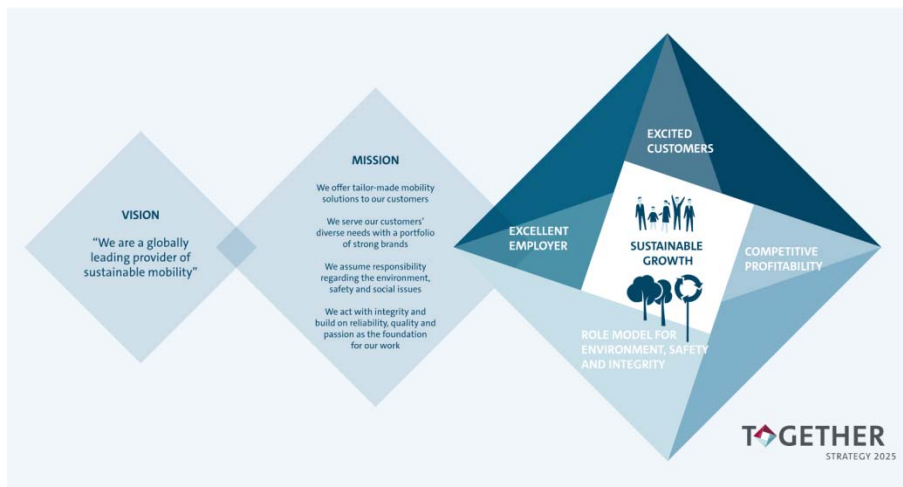 VISION
“We are a globally
leading provider of
sustainable mobility”
MISSION
We offer tailor-made mobility
solutions to our customers
We serve our customers’
diverse needs with a portfolio
of strong brands
We assume responsibility
regarding the environment,
safety and social issues
We act with integrity and
build on reliability, quality and
passion as the foundation
for our work
EXCITED
CUSTOMERS
EXCELLENT
EMPLOYER
SUSTAINABLE
GROWTH
COMPETITIVE
PROFITABILITY
ROLE MODEL FOR
ENVIRONMENT, SAFETY
AND INTEGRITY
TOGETHER
STRATEGY 2025